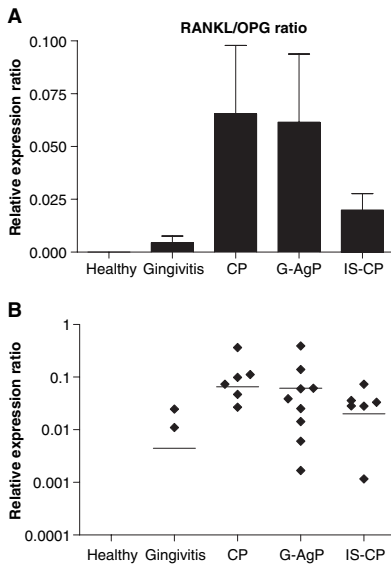 A
RANKL/OPG ratio
Relative expression ratio
0.100
0.075
0.050
0.025
0.000
Healthy Gingivitis CP G-AgP IS-CP
B
Relative expression ratio
1
0.1
0.01
0.001
0.0001
Healthy Gingivitis CP G-AgP IS-CP